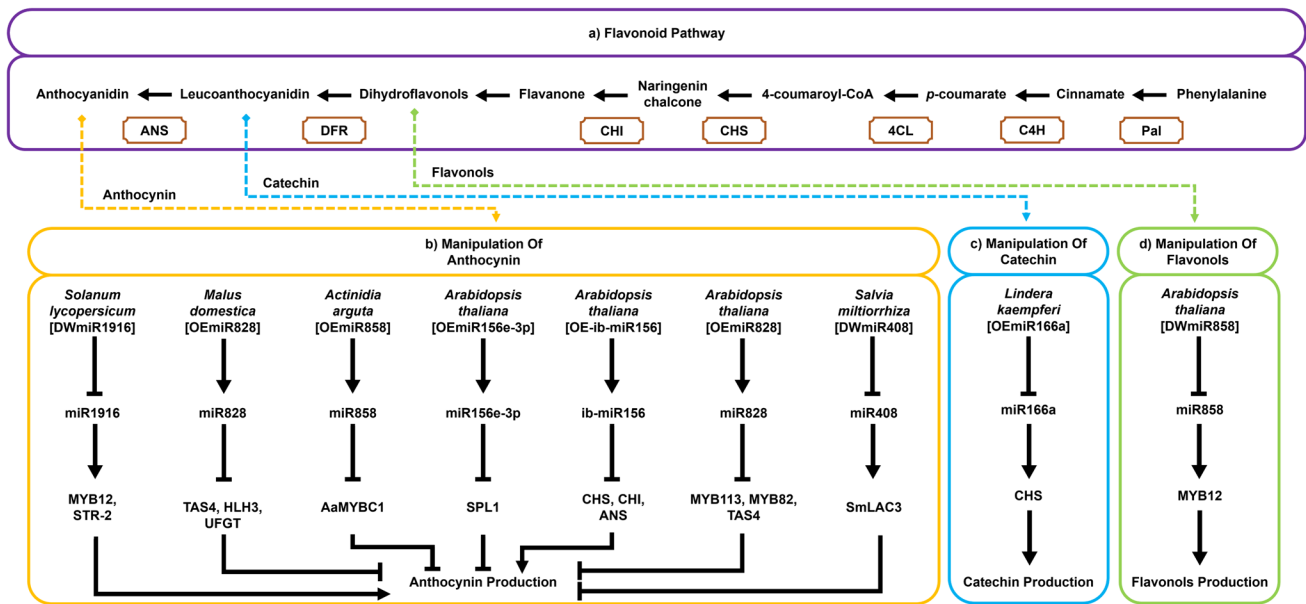 a) Flavonoid Pathway
Anthocyanidin
Leucoanthocyanidin
Dihydroflavonols
Flavanone
Naringenin
chalcone
4-coumaroyl-CoA
p-coumarate
Cinnamate
Phenylalanine
ANS
DFR
CHI
CHS
4CL
C4H
Pal
Anthocynin
Catechin
Flavonols
b) Manipulation Of
Anthocynin
Solanum
lycopersicum
[DWmiR1916]
miR1916
MYB12,
STR-2
Malus
domestica
[OEmiR828]
miR828
TAS4, HLH3,
UFGT
Actinidia
arguta
[OEmiR858]
miR858
AaMYBC1
Arabidopsis
thaliana
[OEmiR156e-3p]
miR156e-3p
SPL1
Arabidopsis
thaliana
[OE-ib-miR156]
ib-miR156
CHS, CHI,
ANS
Arabidopsis
thaliana
[OEmiR828]
miR828
MYB113, MYB82,
TAS4
Salvia
miltiorrhiza
[DWmiR408]
miR408
SmLAC3
Anthocynin Production
c) Manipulation Of
Catechin
Lindera
kaempferi
[OEmiR166a]
miR166a
CHS
Catechin Production
d) Manipulation Of
Flavonols
Arabidopsis
thaliana
[DWmiR858]
miR858
MYB12
Flavonols Production